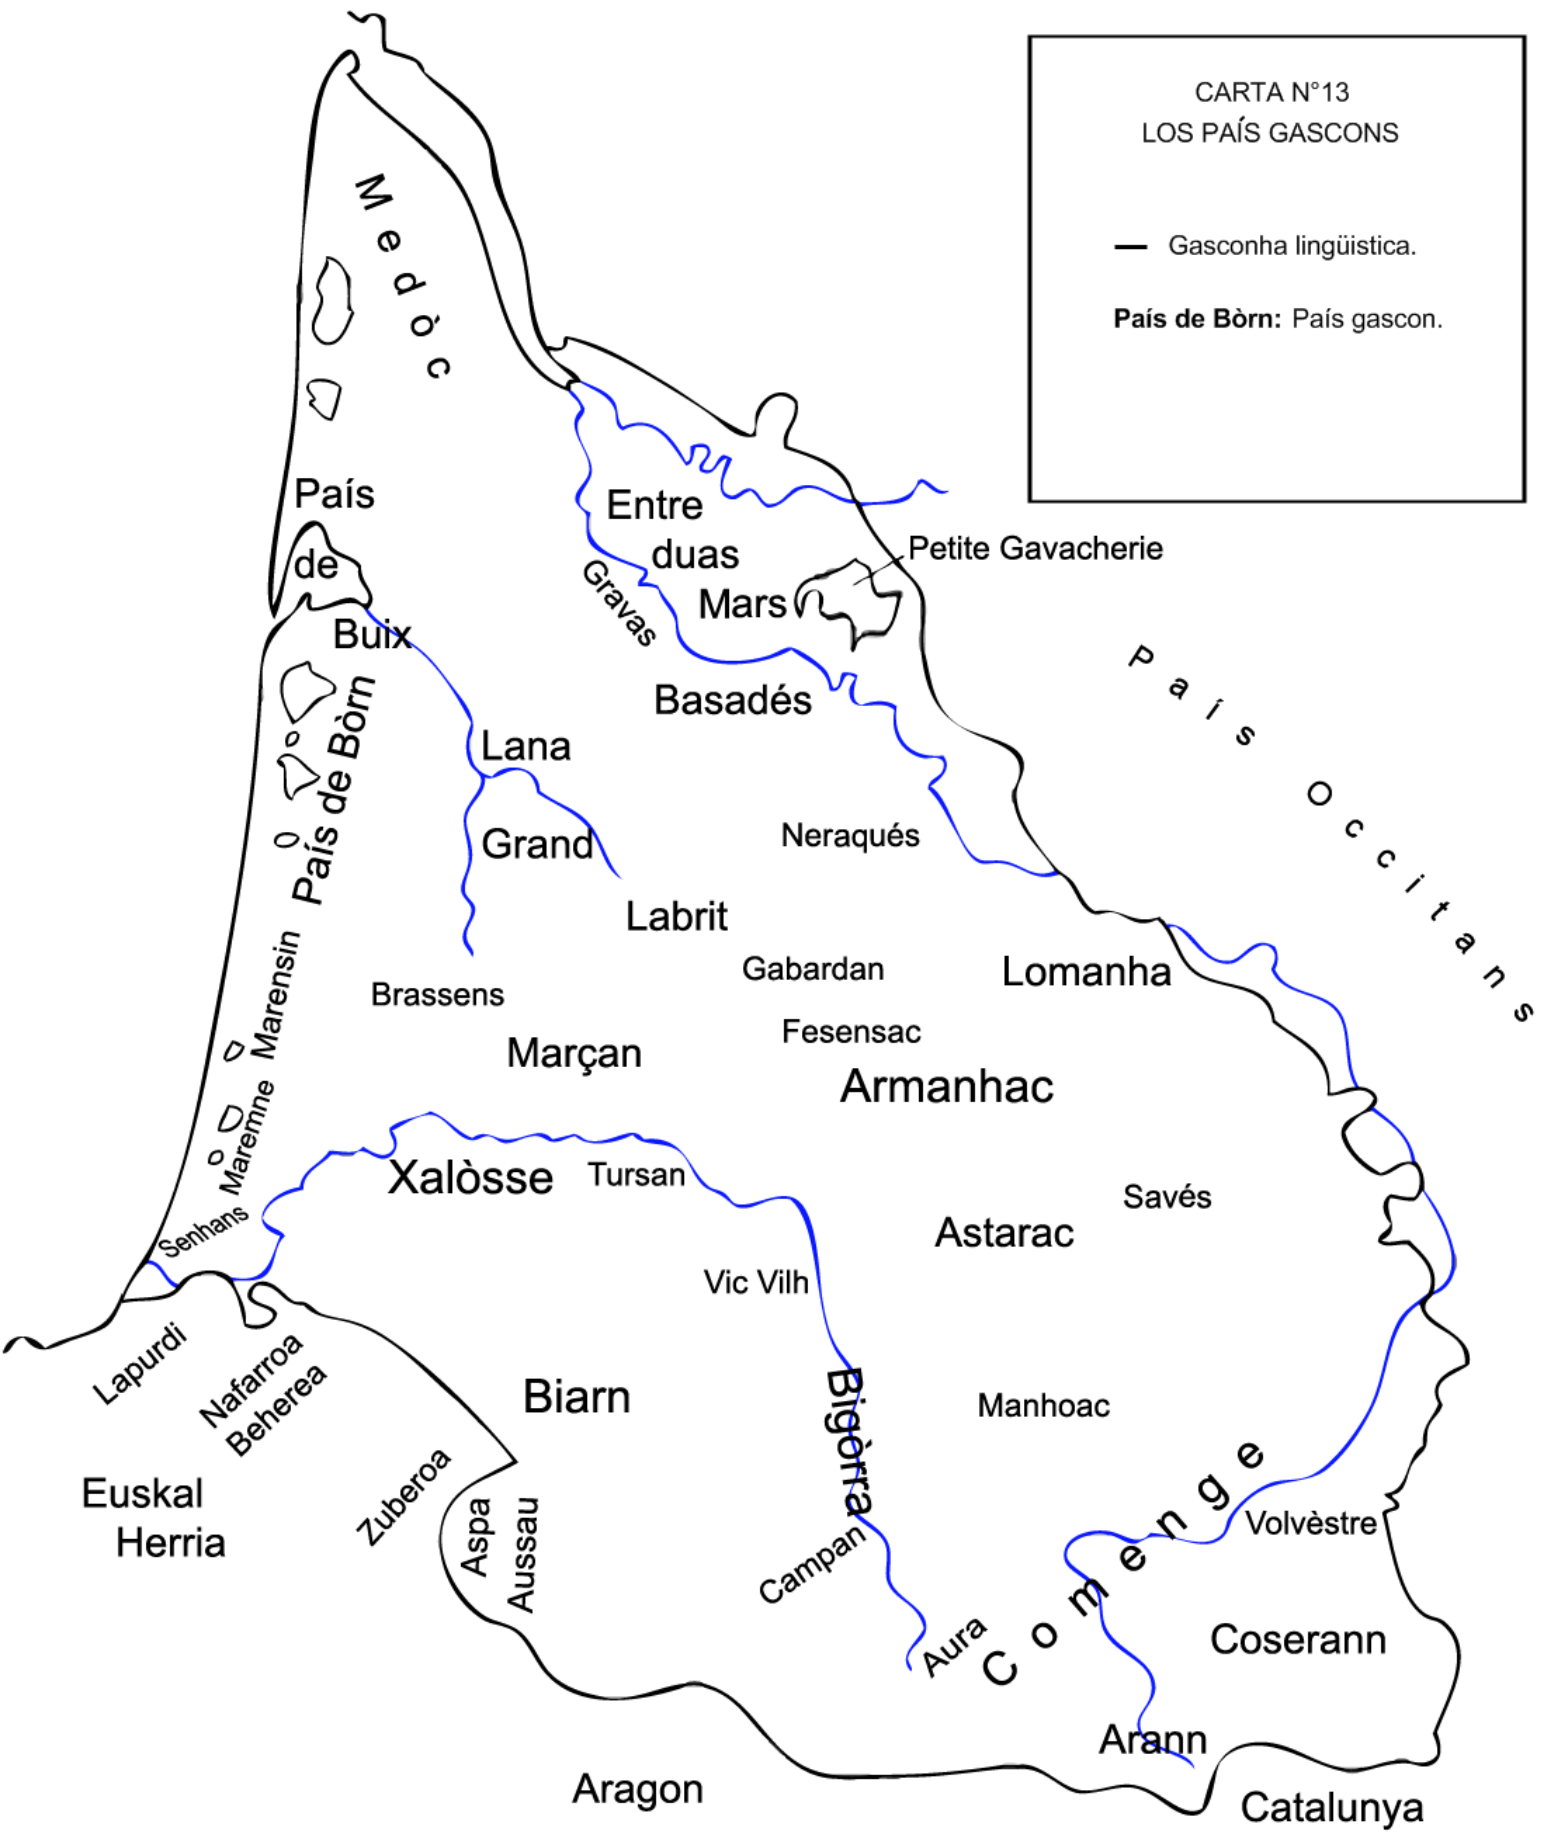 CARTA N°13
LOS PAÍS GASCONS
Gasconha lingüistica.
País de Bòrn: País gascon.
Medòc
País
de
Buix
Entre
duas
Mars
Petite Gavacherie
Gravas
Basadés
País Occitans
País de Bòrn
Lana
Grand
Neraqués
Labrit
Gabardan
Lomanha
Marensin
Brassens
Fesensac
Marçan
Armanhac
Maremne
Xalòsse
Tursan
Savés
Senhans
Astarac
Vic Vilh
Lapurdi
Nafarroa
Beherea
Biarn
Bigòrra
Manhoac
Euskal
Herria
Zuberoa
Aspa
Aussau
Campan
Aura
Comenge
Volvèstre
Coserann
Arann
Aragon
Catalunya